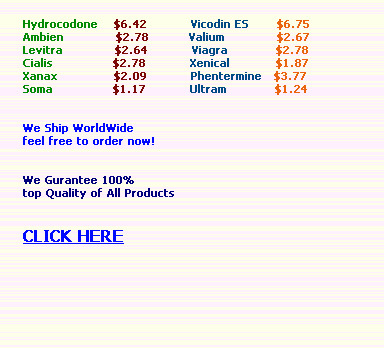 Hydrocodone $6.42 Vicodin ES $6.75
Ambien $2.78 Valium $2.67
Levitra $2.64 Viagra $2.78
Cialis $2.78 Xenical $1.87
Xanax $2.09 Phentermine $3.77
Soma $1.17 Ultram $1.24
We Ship WorldWide
feel free to order now!
We Gurantee 100%
top Quality of All Products
CLICK HERE